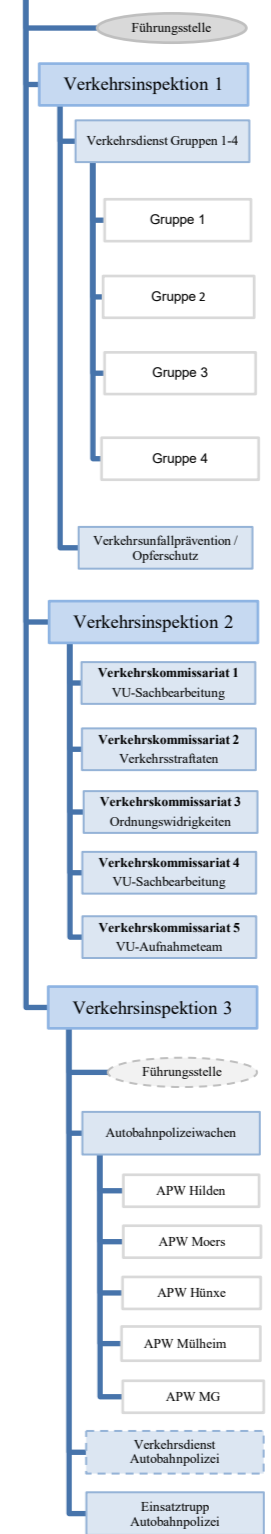 Führungsstelle
Verkehrsinspektion 1
Verkehrsdienst Gruppen 1-4
Gruppe 1
Gruppe 2
Gruppe 3
Gruppe 4
Verkehrsunfallprävention /
Opferschutz
Verkehrsinspektion 2
Verkehrskommissariat 1
VU-Sachbearbeitung
Verkehrskommissariat 2
Verkehrsstraftaten
Verkehrskommissariat 3
Ordnungswidrigkeiten
Verkehrskommissariat 4
VU-Sachbearbeitung
Verkehrskommissariat 5
VU-Aufnahmeteam
Verkehrsinspektion 3
Führungsstelle
Autobahnpolizeiwachen
APW Hilden
APW Moers
APW Hünxe
APW Mülheim
APW MG
Verkehrsdienst
Autobahnpolizei
Einsatztrupp
Autobahnpolizei